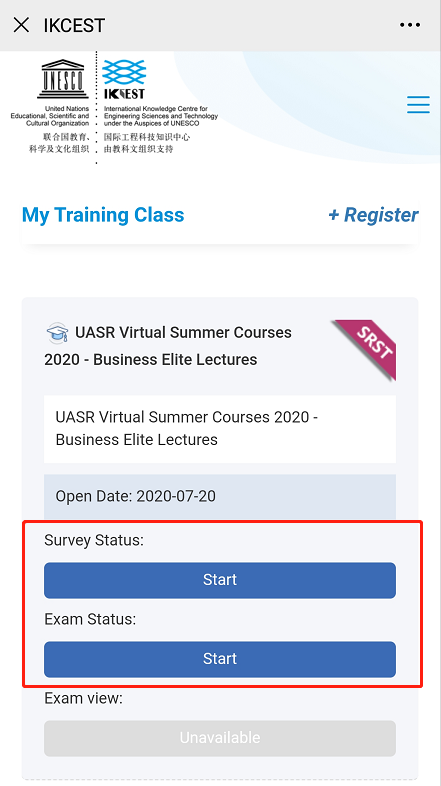 IKCEST
UNESCO
IKCEST
United Nations
Educational, Scientific and
Cultural Organization
联合国教育、
科学及文化组织
International Knowledge Centre for
Engineering Sciences and Technology
under the Auspices of UNESCO
国际工程科技知识中心
由教科文组织支持
My Training Class
+ Register
UASR Virtual Summer Courses
2020 - Business Elite Lectures
SRST
UASR Virtual Summer Courses 2020 -
Business Elite Lectures
Open Date: 2020-07-20
Survey Status:
Start
Exam Status:
Start
Exam view:
Unavailable